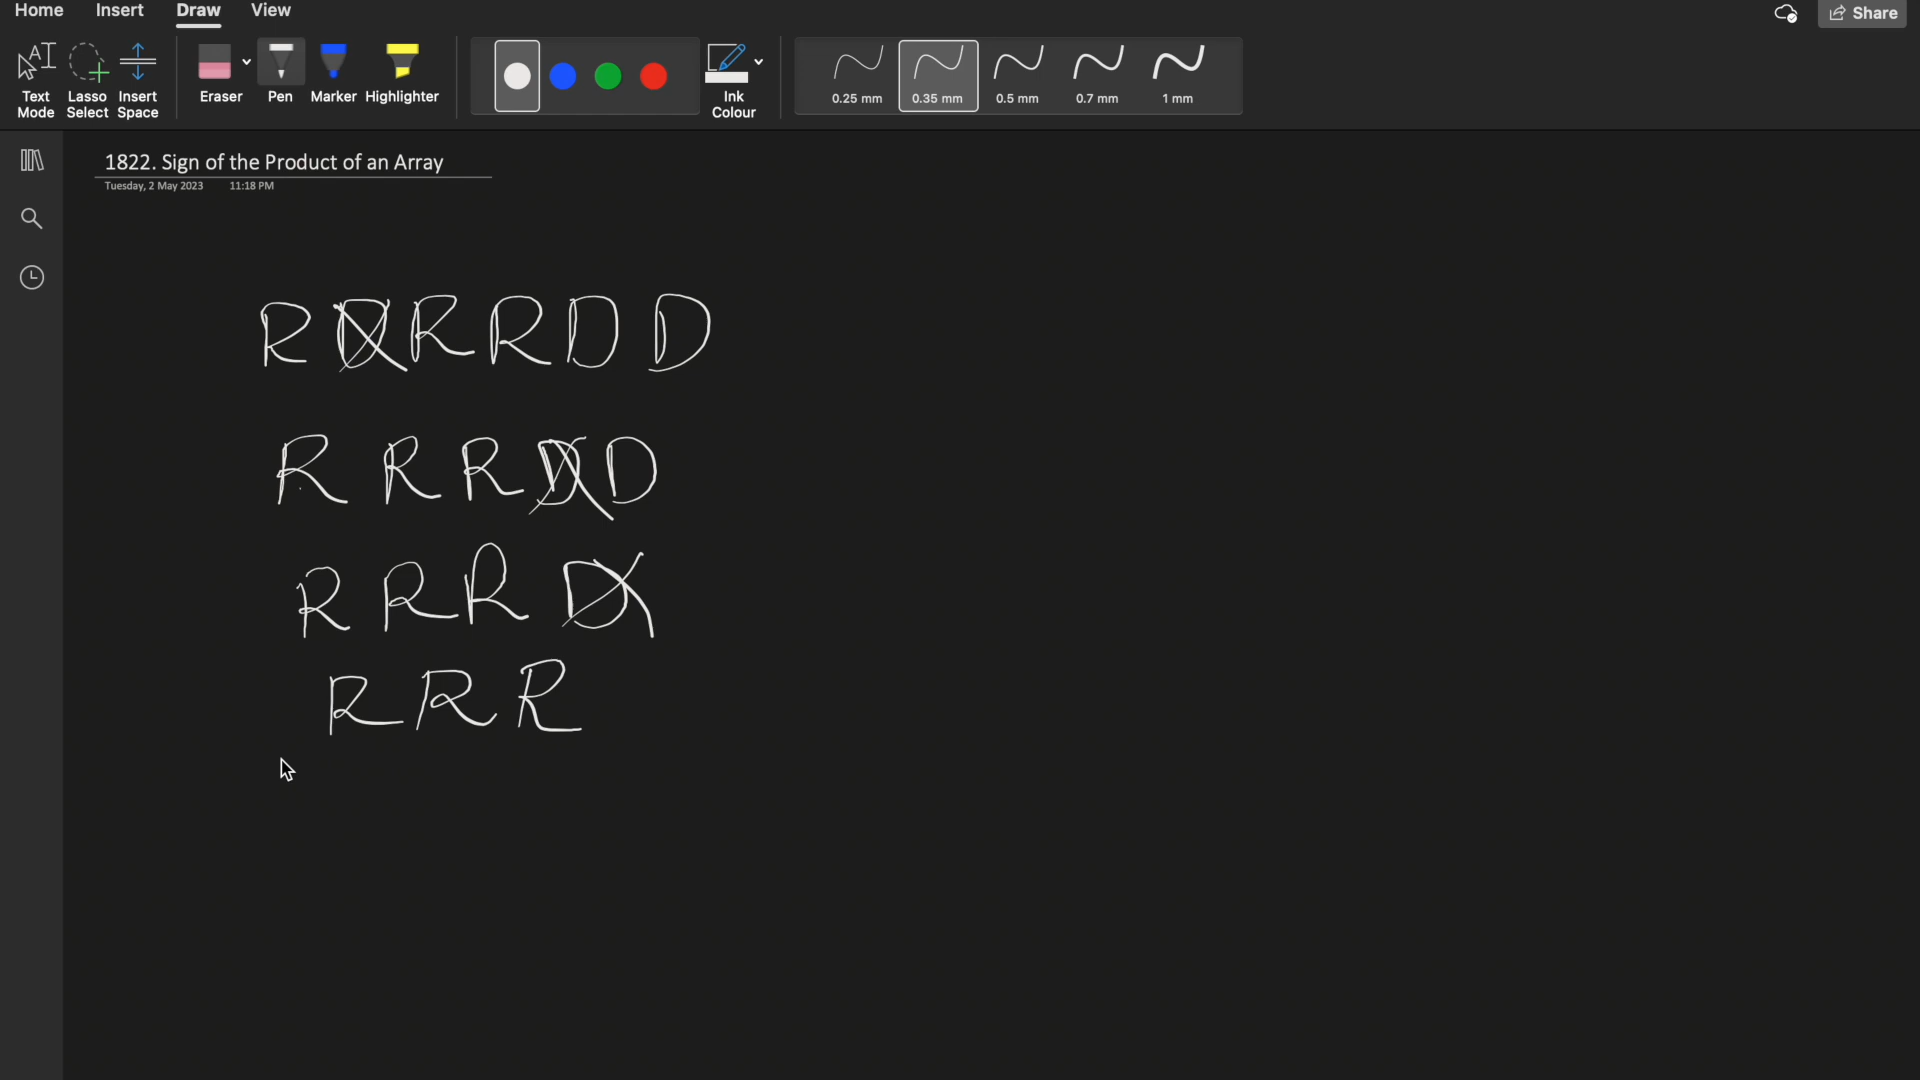 Home Insert Draw View Share
Text Mode Lasso Select Insert Space Eraser Pen Marker Highlighter Ink Colour 0.25 mm 0.35 mm 0.5 mm 0.7 mm 1 mm
1822. Sign of the Product of an Array
Tuesday, 2 May 2023 11:18 PM
R D R R D D
R R R D D
R R R D
R R R